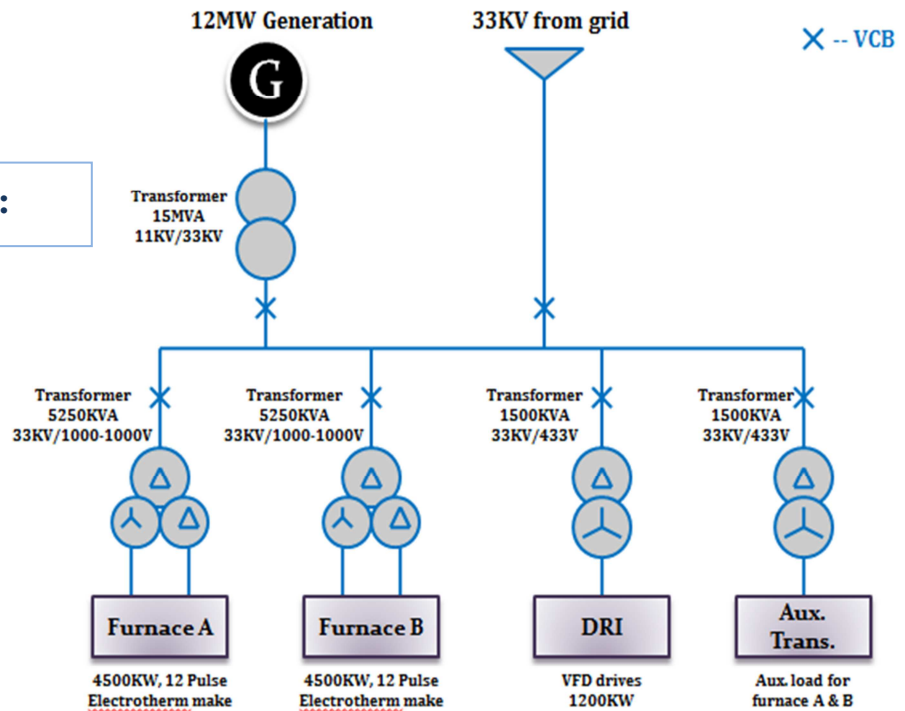 12MW Generation
33KV from grid
X -- VCB
G
:
Transformer
15MVA
11KV/33KV
Transformer
5250KVA
33KV/1000-1000V
Transformer
5250KVA
33KV/1000-1000V
Transformer
1500KVA
33KV/433V
Transformer
1500KVA
33KV/433V
Furnace A
Furnace B
DRI
Aux.
Trans.
4500KW, 12 Pulse
Electrotherm make
4500KW, 12 Pulse
Electrotherm make
VFD drives
1200KW
Aux. load for
furnace A & B